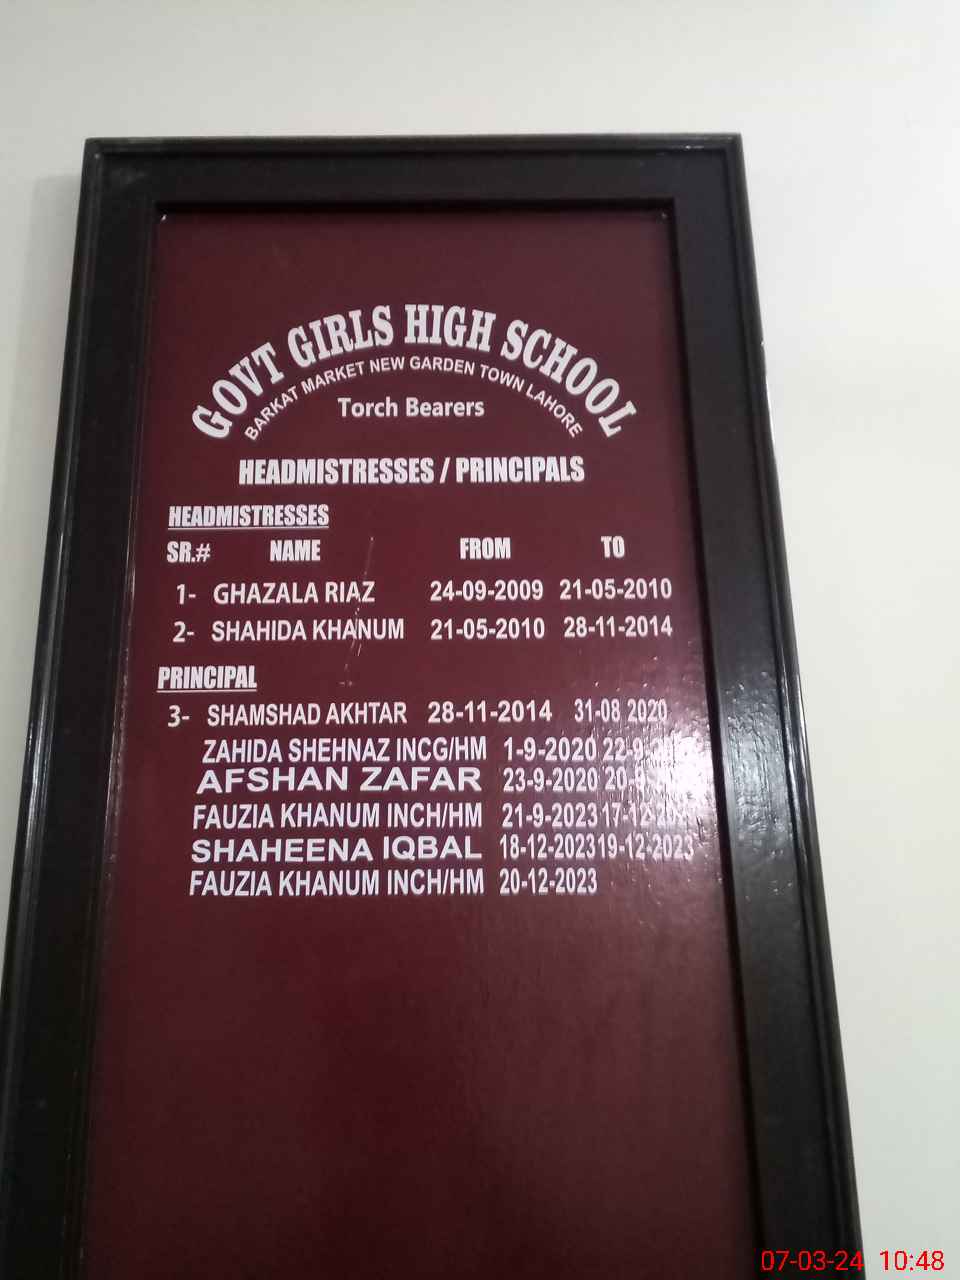 GOVT GIRLS HIGH SCHOOL
BARKAT MARKET NEW GARDEN TOWN LAHORE
Torch Bearers
HEADMISTRESSES / PRINCIPALS
HEADMISTRESSES
SR.# NAME FROM TO
1- GHAZALA RIAZ 24-09-2009 21-05-2010
2- SHAHIDA KHANUM 21-05-2010 28-11-2014
PRINCIPAL
3- SHAMSHAD AKHTAR 28-11-2014 31-08 2020
ZAHIDA SHEHNAZ INCG/HM 1-9-2020
AFSHAN ZAFAR 23-9-2020
FAUZIA KHANUM INCH/HM 21-9-2023
SHAHEENA IQBAL 18-12-2023 19-12-2023
FAUZIA KHANUM INCH/HM 20-12-2023
07-03-24 10:48